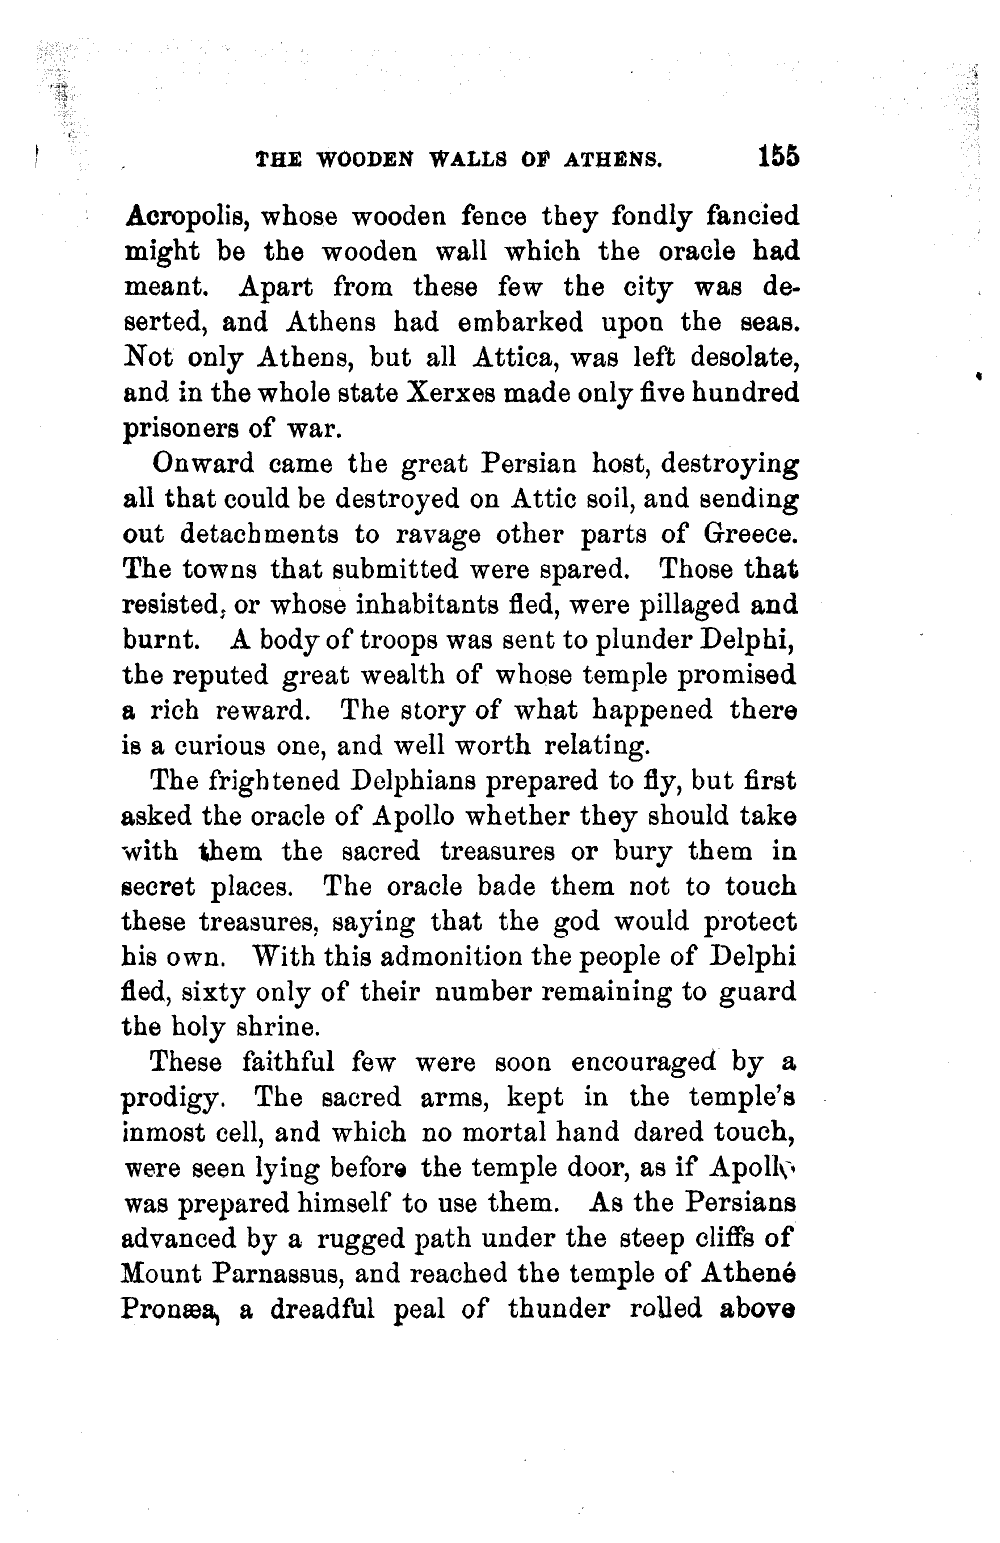 THE WOODEN WALLS OF ATHENS. 155
Acropolis, whose wooden fence they fondly fancied
might be the wooden wall which the oracle had
meant. Apart from these few the city was de-
serted, and Athens had embarked upon the seas.
Not only Athens, but all Attica, was left desolate,
and in the whole state Xerxes made only five hundred
prisoners of war.
Onward came the great Persian host, destroying
all that could be destroyed on Attic soil, and sending
out detachments to ravage other parts of Greece.
The towns that submitted were spared. Those that
resisted, or whose inhabitants fled, were pillaged and
burnt. A body of troops was sent to plunder Delphi,
the reputed great wealth of whose temple promised
a rich reward. The story of what happened there
is a curious one, and well worth relating.
The frightened Delphians prepared to fly, but first
asked the oracle of Apollo whether they should take
with them the sacred treasures or bury them in
secret places. The oracle bade them not to touch
these treasures, saying that the god would protect
his own. With this admonition the people of Delphi
fled, sixty only of their number remaining to guard
the holy shrine.
These faithful few were soon encouraged by a
prodigy. The sacred arms, kept in the temple's
inmost cell, and which no mortal hand dared touch,
were seen lying before the temple door, as if Apollo
was prepared himself to use them. As the Persians
advanced by a rugged path under the steep cliffs of
Mount Parnassus, and reached the temple of Athené
Pronæa, a dreadful peal of thunder rolled above